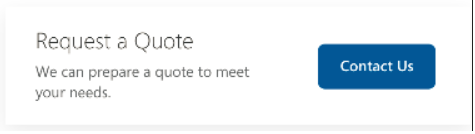 Request a Quote
We can prepare a quote to meet
your needs.
Contact Us